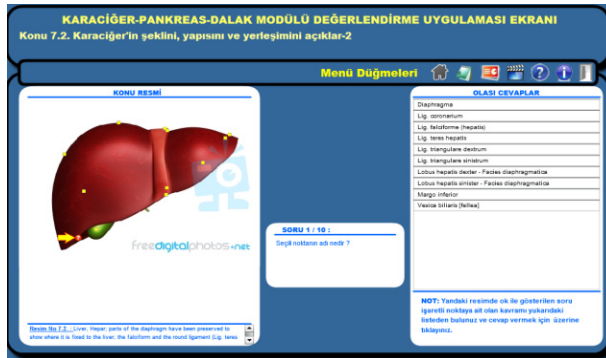 KARACİĞER-PANKREAS-DALAK MODÜLÜ DEĞERLENDİRME UYGULAMASI EKRANI
Konu 7.2. Karaciğer'in şeklini, yapısını ve yerleşimini açıklar-2
Menü Düğmeleri
KONU RESMİ
freedigitalphotos.net
Resim No 7.2. : Liver, Hepar; parts of the diaphragm have been preserved to
show where it is fixed to the liver, the falciform and the round ligament (Lig. teres
SORU 1 / 10 :
Seçili noktanın adı nedir ?
OLASI CEVAPLAR
Diaphragma
Lig. coronarium
Lig. falciforme (hepatis)
Lig. teres hepatis
Lig. triangulare dextrum
Lig. triangulare sinistrum
Lobus hepatis dexter - Facies diaphragmatica
Lobus hepatis sinister - Facies diaphragmatica
Margo inferior
Vesica biliaris (fellea)
NOT: Yandaki resimde ok ile gösterilen soru
işaretli noktaya ait olan kavramı yukarıdaki
listeden bulunuz ve cevap vermek için üzerine
tıklayınız.